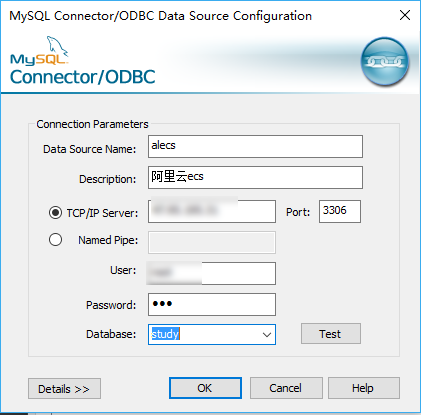 MySQL Connector/ODBC Data Source Configuration
MySQL
Connector/ODBC
Connection Parameters
Data Source Name: alecs
Description: 阿里云ecs
TCP/IP Server: Port: 3306
Named Pipe:
User:
Password: •••
Database: study Test
Details >> OK Cancel Help